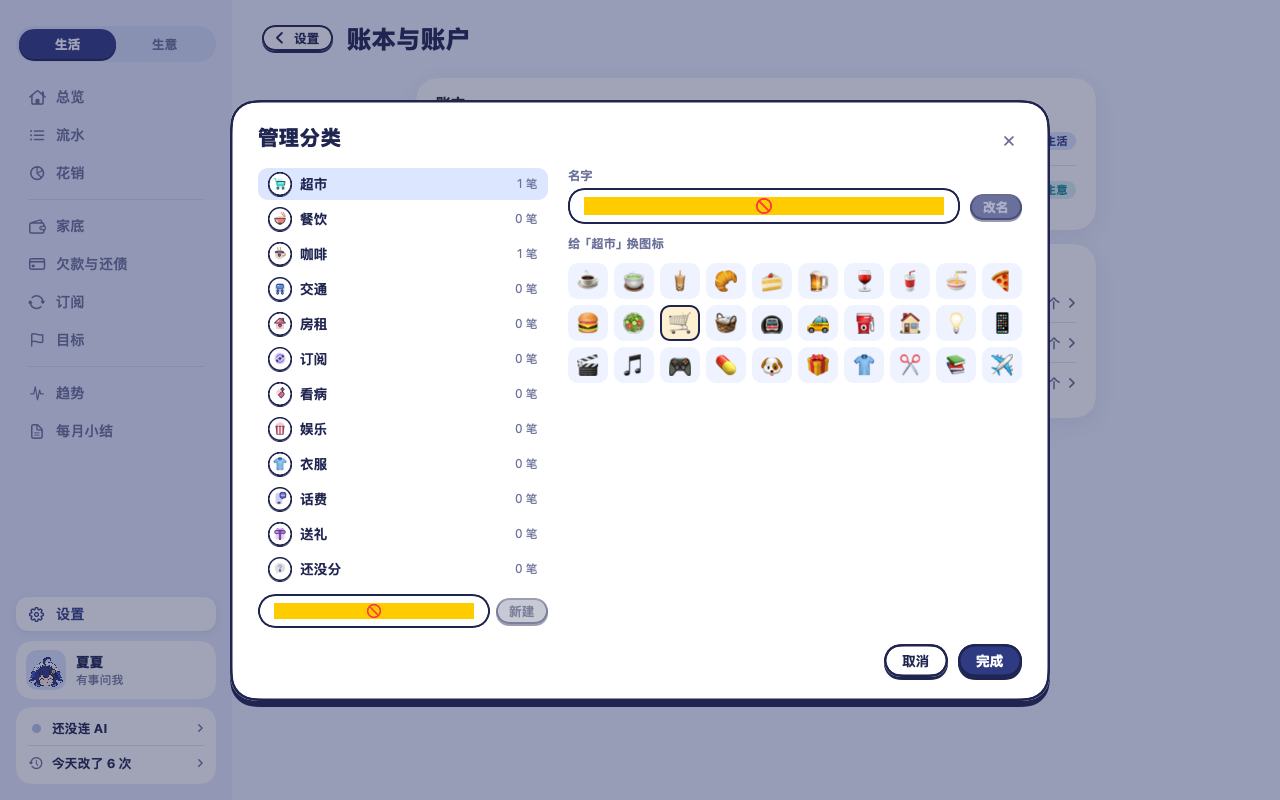 生活
生意
总览
流水
花销
家底
欠款与还债
订阅
目标
趋势
每月小结
设置
夏夏
有事问我
还没连 AI
今天改了 6 次
设置
账本与账户
管理分类
超市
1 笔
餐饮
0 笔
咖啡
1 笔
交通
0 笔
房租
0 笔
订阅
0 笔
看病
0 笔
娱乐
0 笔
衣服
0 笔
话费
0 笔
送礼
0 笔
还没分
0 笔
新建
名字
改名
给「超市」换图标
取消
完成